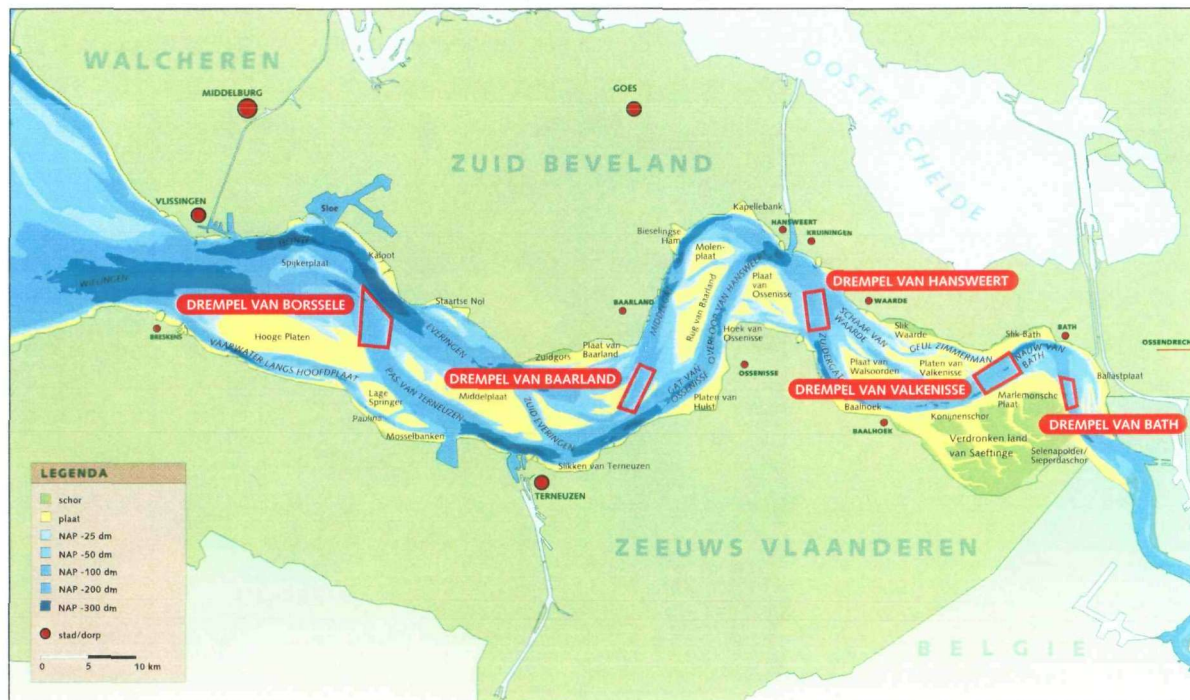 WALCHEREN
MIDDELBURG
GOES
OOSTERSCHELDE
ZUID BEVELAND
VLISSINGEN
Sloe
Kapellebank
HANSWEERT
KRUININGEN
Bieselingse
Ham
Molen-
plaat
Kaloot
Spijkerplaat
WIELINGEN
Plaat
van
Ossenisse
DREMPEL VAN HANSWEERT
DREMPEL VAN BORSSELE
Staartse Nol
BAARLAND
MIDDELGAT
Rug van Baarland
OVERLOOP VAN HANSWEERT
WAARDE
SCHAAR VAN
WAARDE
Slik
Waarde
Slik-Bath
BATH
OSSENDRECH
BRESKENS
Hooge Platen
EVERINGEN
Zuidgors
Plaat van
Baarland
Hoek van
Ossenisse
ZUIDERGAT
GEUL ZIMMERMAN
NAUW VAN
BATH
VAARWATER LANGS HOOFDPLAAT
OSSENISSE
Plaat van
Walsoorden
Platen van
Valkenisse
Ballastplaat
DREMPEL VAN BAARLAND
GAT VAN
OSSENISSE
DREMPEL VAN VALKENISSE
PAS VAN TERNEUZEN
Lage
Springer
Middelplaat
Platen van
Hulst
Baalhoek
Konijnenschor
Marlemonsche
Plaat
Paulina
ZUID EVERINGEN
BAALHOEK
DREMPEL VAN BATH
Mosselbanken
Verdronken land
van Saeftinge
Selenapolder/
Sieperdaschor
Slikken van Terneuzen
TERNEUZEN
ZEEUWS VLAANDEREN
BELGIE
LEGENDA
schor
plaat
NAP -25 dm
NAP -50 dm
NAP -100 dm
NAP -200 dm
NAP -300 dm
stad/dorp
0 5 10 km